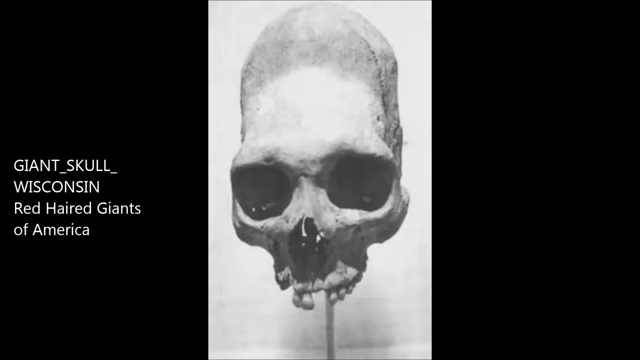 GIANT_SKULL_
WISCONSIN
Red Haired Giants
of America